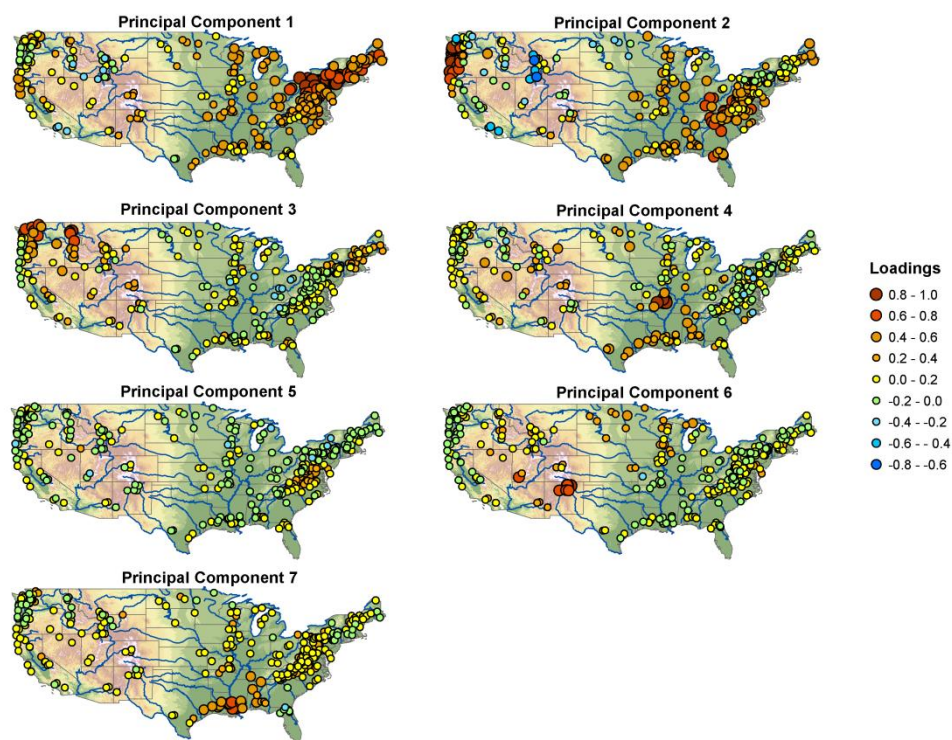 Principal Component 1
Principal Component 2
Principal Component 3
Principal Component 4
Principal Component 5
Principal Component 6
Principal Component 7
Loadings
0.8 - 1.0
0.6 - 0.8
0.4 - 0.6
0.2 - 0.4
0.0 - 0.2
-0.2 - 0.0
-0.4 - -0.2
-0.6 - -0.4
-0.8 - -0.6